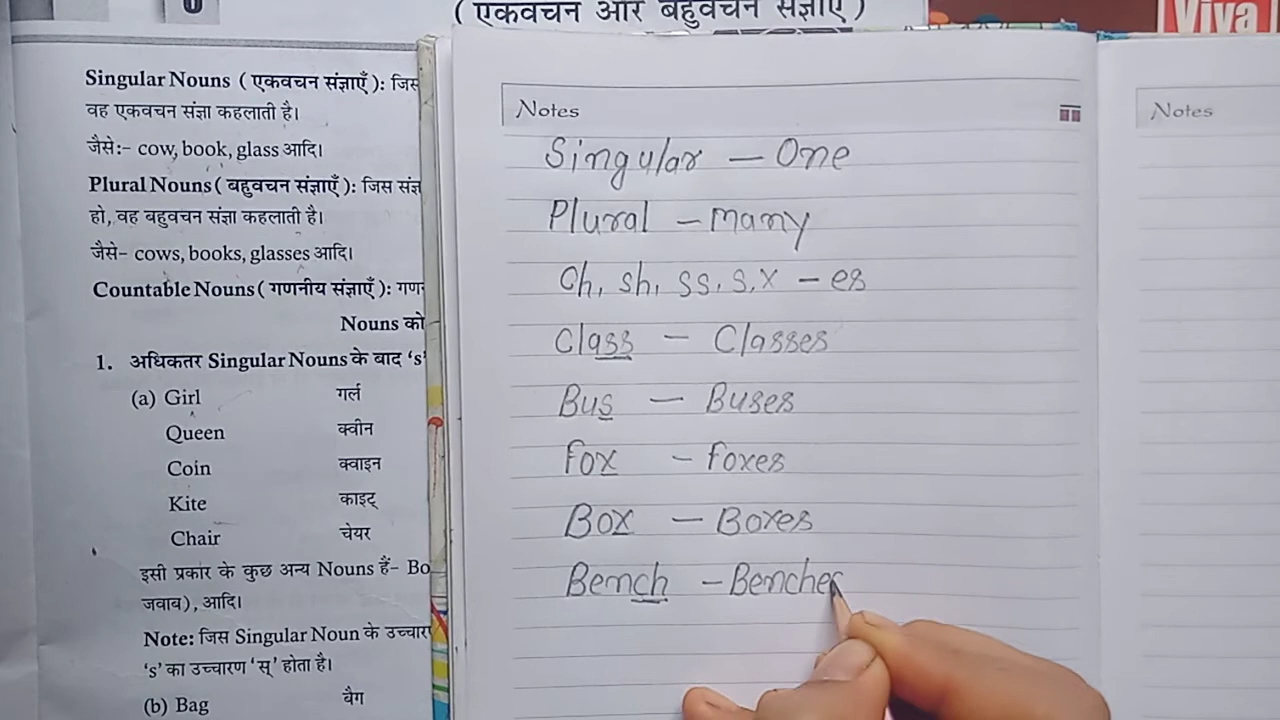 (एकवचन और बहुवचन संज्ञाएँ)
Viva
Singular Nouns (एकवचन संज्ञाएँ): जिस
वह एकवचन संज्ञा कहलाती है।
जैसे:- cow, book, glass आदि।
Plural Nouns (बहुवचन संज्ञाएँ): जिस
हो, वह बहुवचन संज्ञा कहलाती है।
जैसे- cows, books, glasses आदि।
Countable Nouns (गणनीय संज्ञाएँ):
Nouns को
1. अधिकतर Singular Nouns के बाद 's'
(a) Girl गर्ल
Queen क्वीन
Coin क्वाइन
Kite काइट्
Chair चेयर
इसी प्रकार के कुछ अन्य Nouns हैं-
जवाब), आदि।
Note: जिस Singular Noun के
's' का उच्चारण 'स्' होता है।
(b) Bag बैग
Notes
Singular - One
Plural - Many
Ch, sh, ss, s, x - es
Class - Classes
Bus - Buses
Fox - Foxes
Box - Boxes
Bench - Benches
Notes